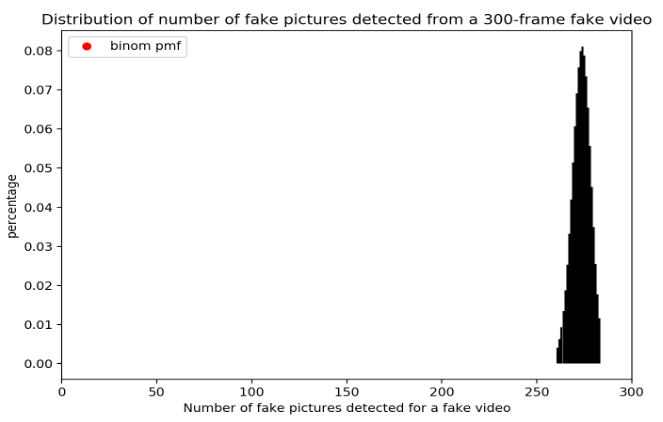 Distribution of number of fake pictures detected from a 300-frame fake video
binom pmf
0.08
0.07
0.06
0.05
0.04
0.03
0.02
0.01
0.00
percentage
0 50 100 150 200 250 300
Number of fake pictures detected for a fake video